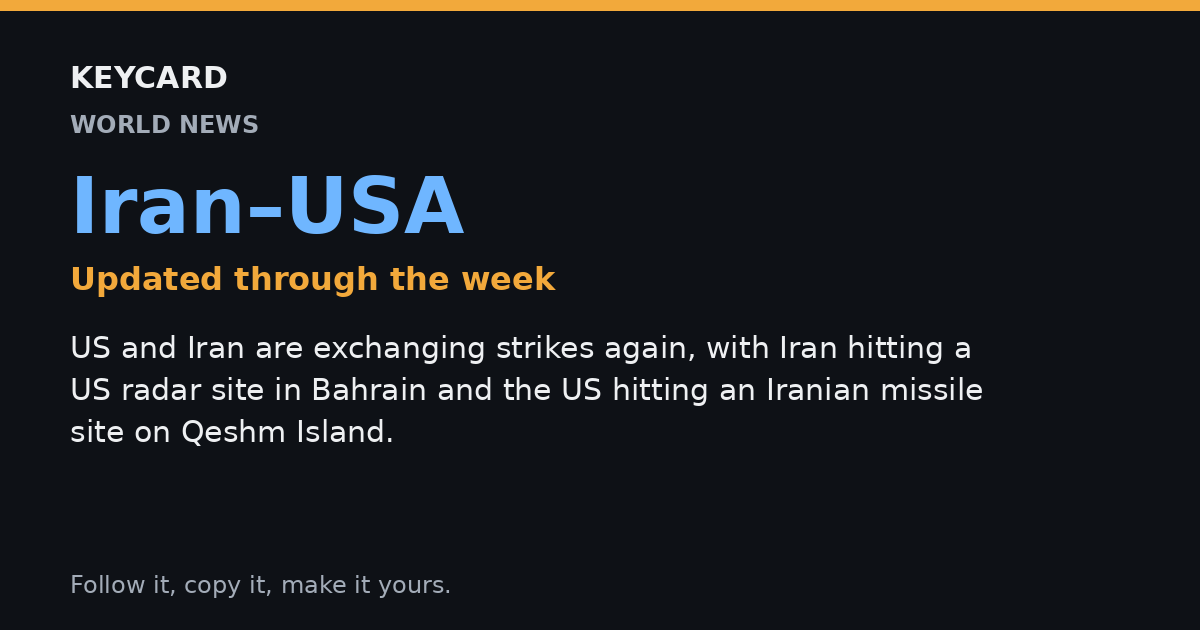 KEYCARD
WORLD NEWS
Iran–USA
Updated through the week
US and Iran are exchanging strikes again, with Iran hitting a
US radar site in Bahrain and the US hitting an Iranian missile
site on Qeshm Island.
Follow it, copy it, make it yours.